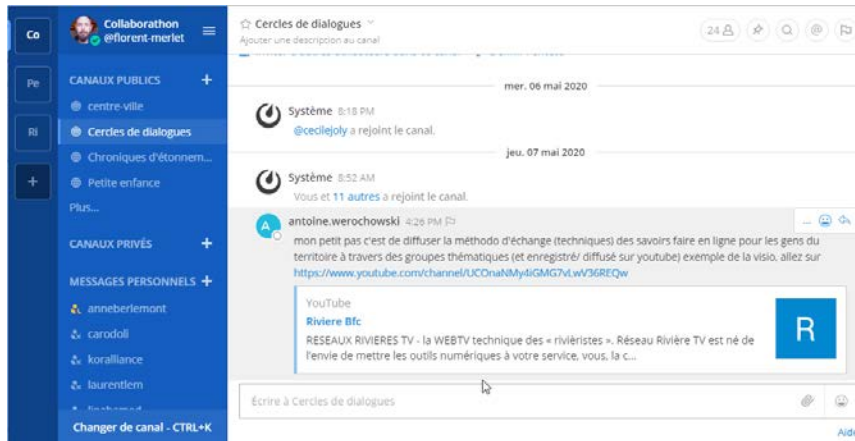 Co
Pe
Ri
+
Collaborathon
@florent-merlet
CANAUX PUBLICS +
centre-ville
Cercles de dialogues
Chroniques d'étonnem...
Petite enfance
Plus...
CANAUX PRIVÉS +
MESSAGES PERSONNELS +
anneberlemont
carodoli
koralliance
laurentlem
Changer de canal - CTRL+K
Cercles de dialogues
Ajouter une description au canal
24
mer. 06 mai 2020
Système 8:18 PM
@cecilejoly a rejoint le canal.
jeu. 07 mai 2020
Système 8:52 AM
Vous et 11 autres a rejoint le canal.
A
antoine.werochowski 4:26 PM
...
mon petit pas c'est de diffuser la méthodo d'échange (techniques) des savoirs faire en ligne pour les gens du
territoire à travers des groupes thématiques (et enregistré/ diffusé sur youtube) exemple de la visio, allez sur
https://www.youtube.com/channel/UCOnaNMy4iGMG7vLwV36REQw
YouTube
Riviere Bfc
RESEAUX RIVIERES TV - la WEBTV technique des « rivièristes ». Réseau Rivière TV est né de
l'envie de mettre les outils numériques à votre service, vous, la c...
R
Écrire à Cercles de dialogues
Aide